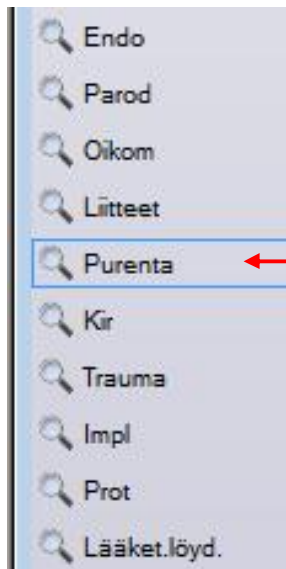 Endo
Parod
Oikom
Liitteet
Purenta
Kir
Trauma
Impl
Prot
Lääket.löyd.